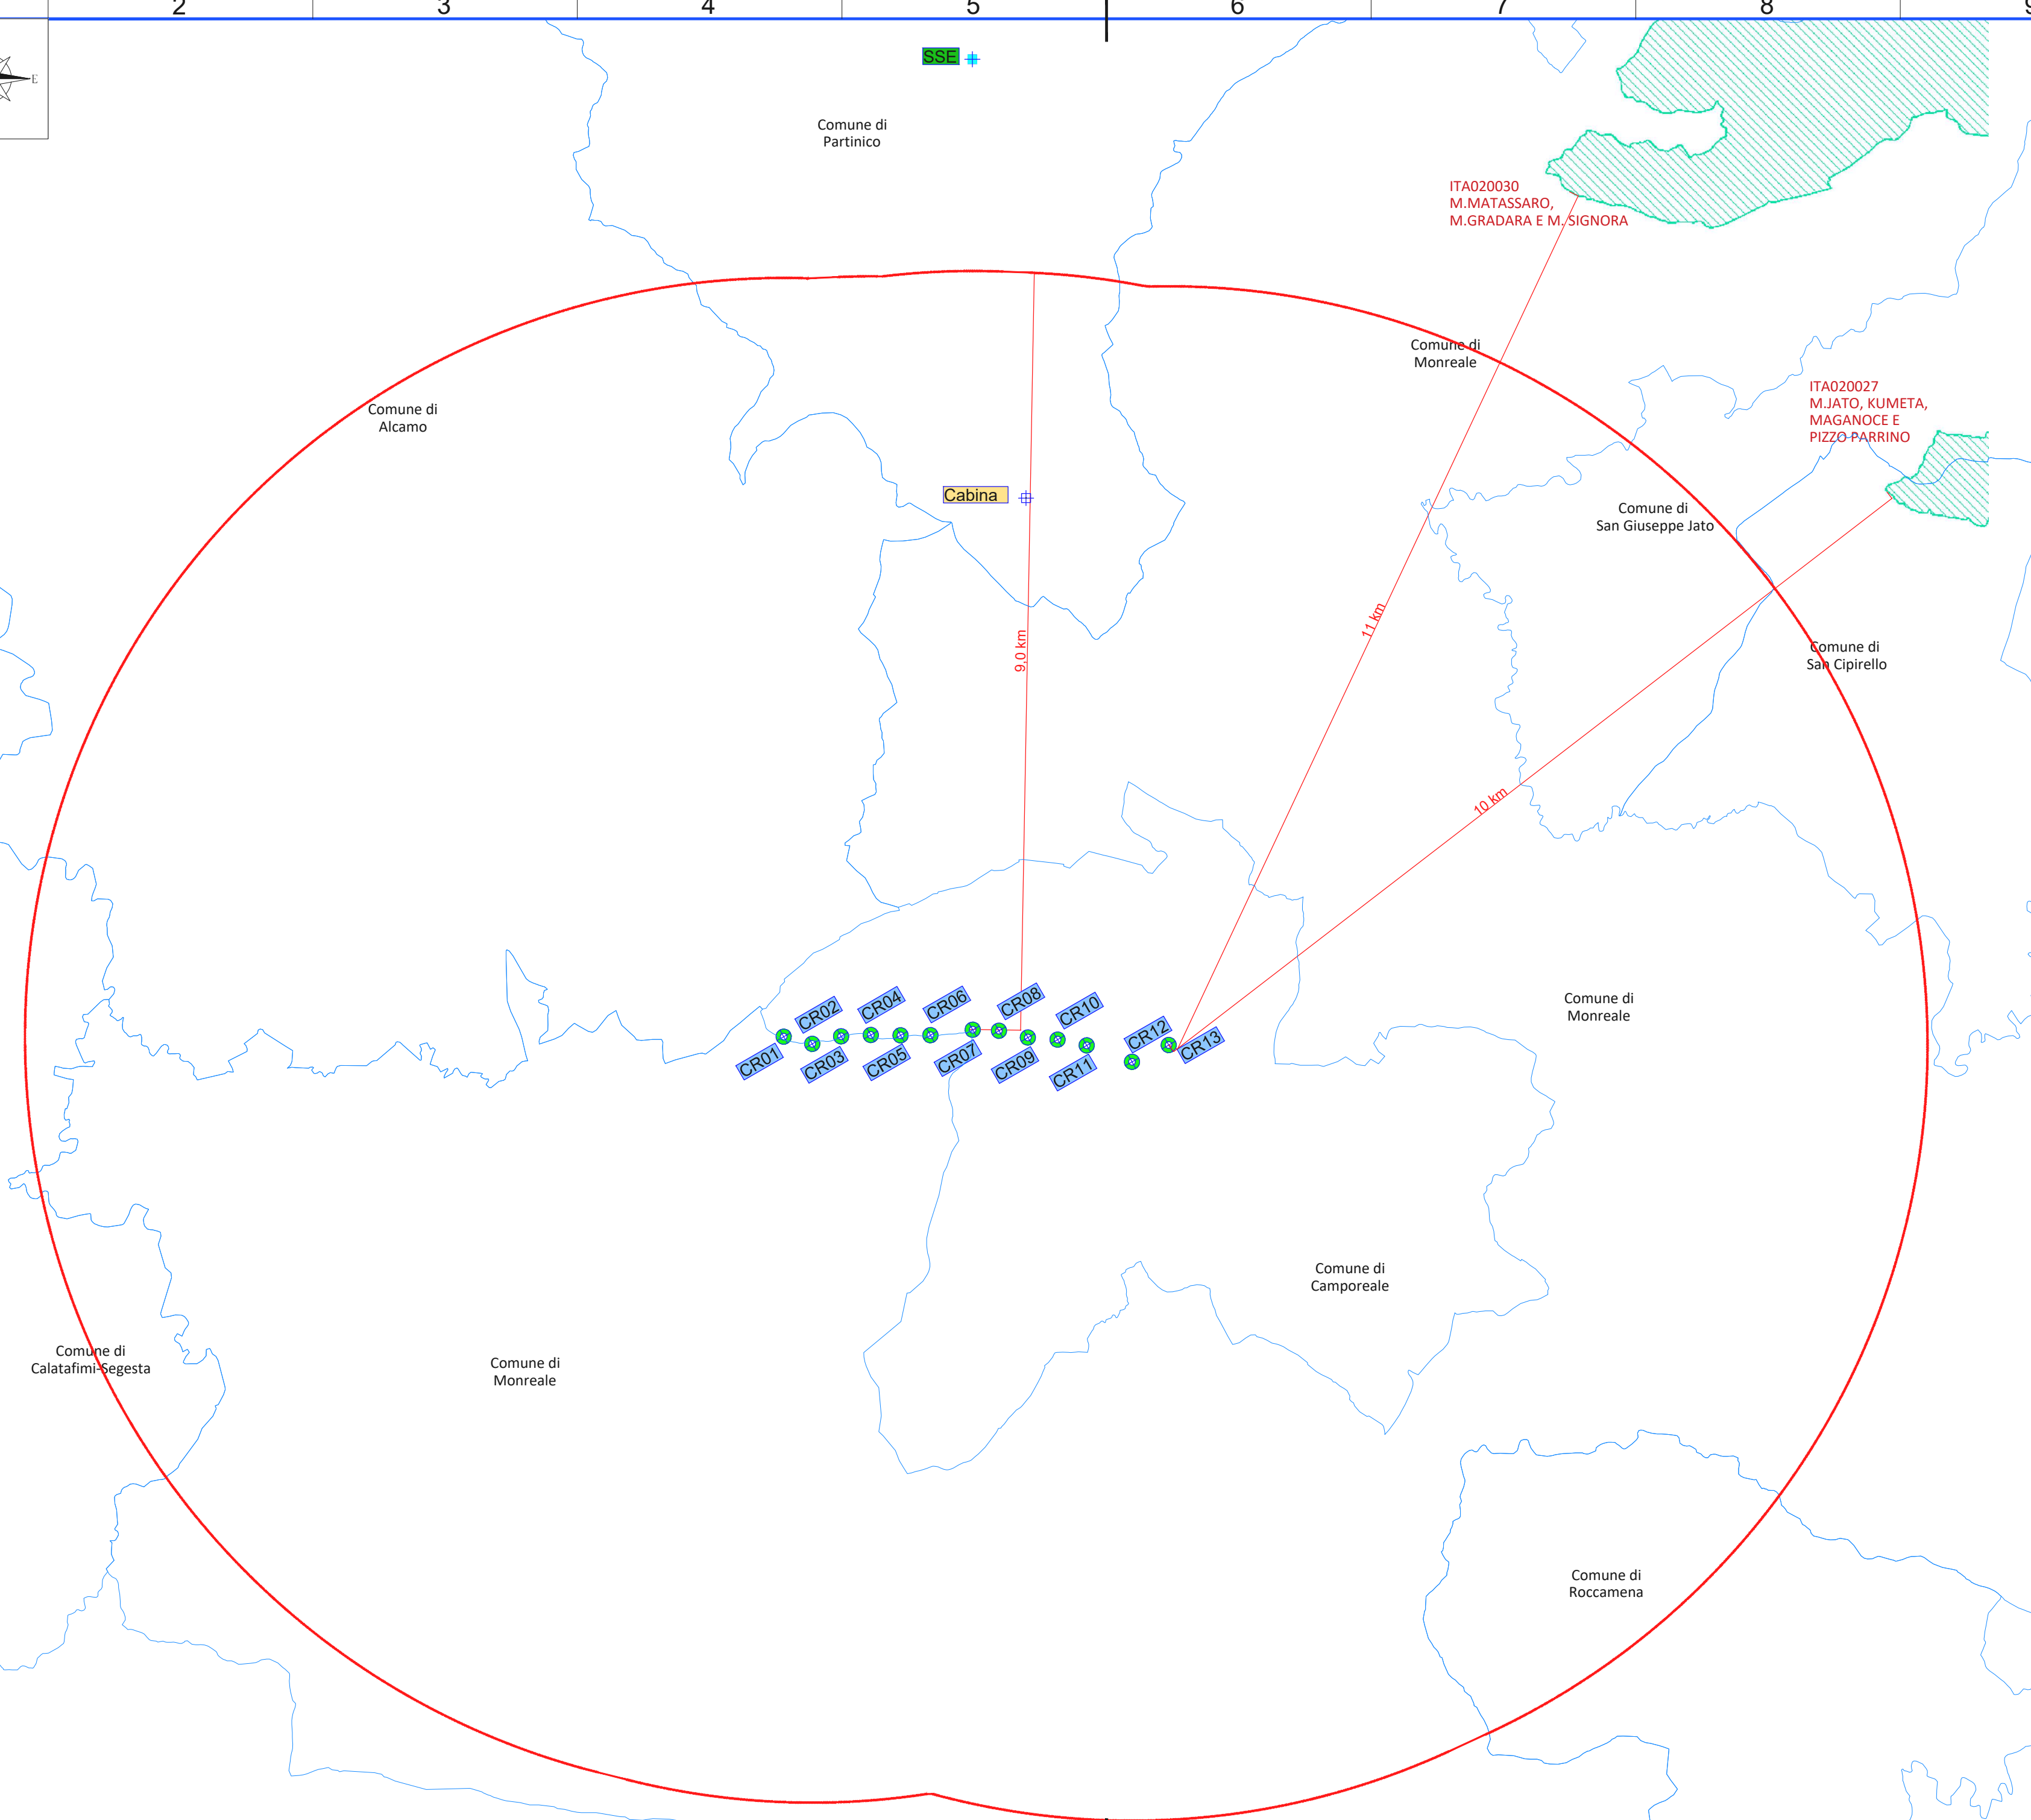 2 3 4 5 6 7 8 9
E
SSE
Comune di
Partinico
ITA020030
M.MATASSARO,
M.GRADARA E M. SIGNORA
Comune di
Monreale
ITA020027
M.JATO, KUMETA,
MAGANOCE E
PIZZO PARRINO
Comune di
Alcamo
Cabina
Comune di
San Giuseppe Jato
9,0 km
11 km
Comune di
San Cipirello
10 km
CR01
CR02
CR03
CR04
CR05
CR06
CR07
CR08
CR09
CR10
CR11
CR12
CR13
Comune di
Monreale
Comune di
Camporeale
Comune di
Calatafimi-Segesta
Comune di
Monreale
Comune di
Roccamena